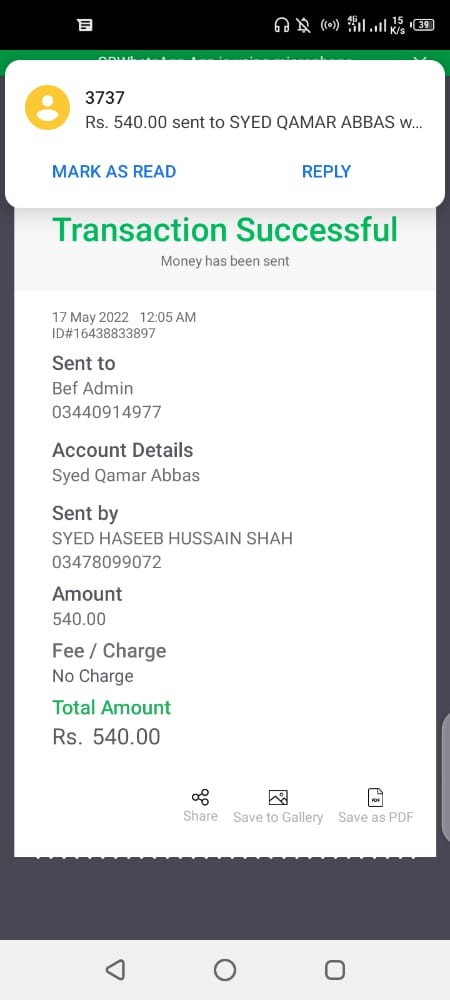 4G
15
K/s
39
3737
Rs. 540.00 sent to SYED QAMAR ABBAS w...
MARK AS READ
REPLY
Transaction Successful
Money has been sent
17 May 2022 12:05 AM
ID#16438833897
Sent to
Bef Admin
03440914977
Account Details
Syed Qamar Abbas
Sent by
SYED HASEEB HUSSAIN SHAH
03478099072
Amount
540.00
Fee / Charge
No Charge
Total Amount
Rs. 540.00
Share
Save to Gallery
Save as PDF